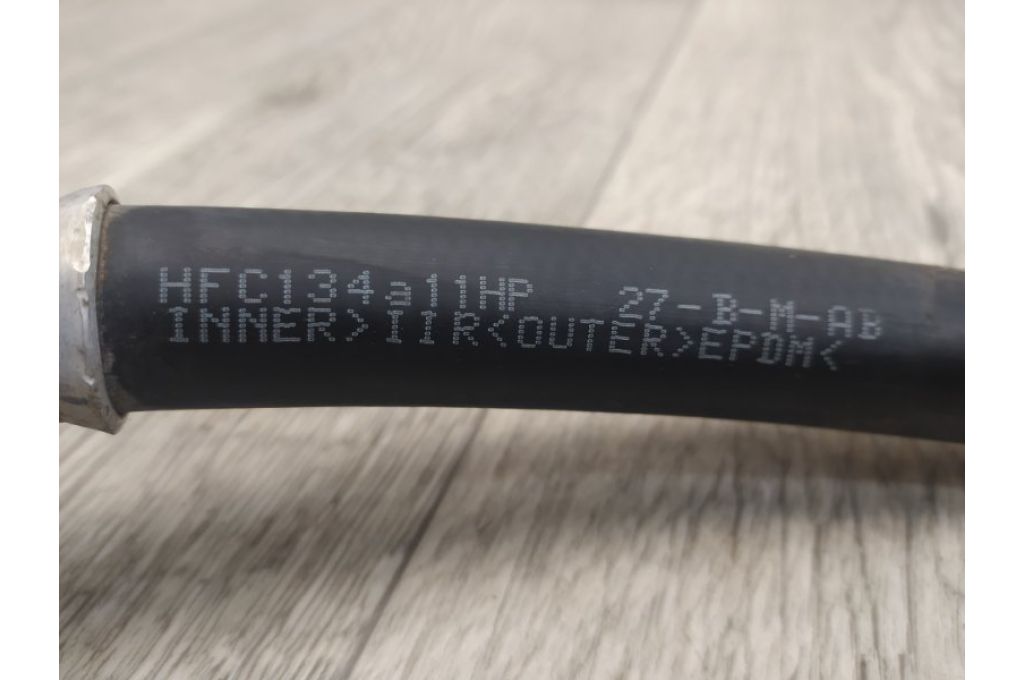 HFC134a11HP 27-B-M-AB
INNER>IIR<OUTER>EPDM<